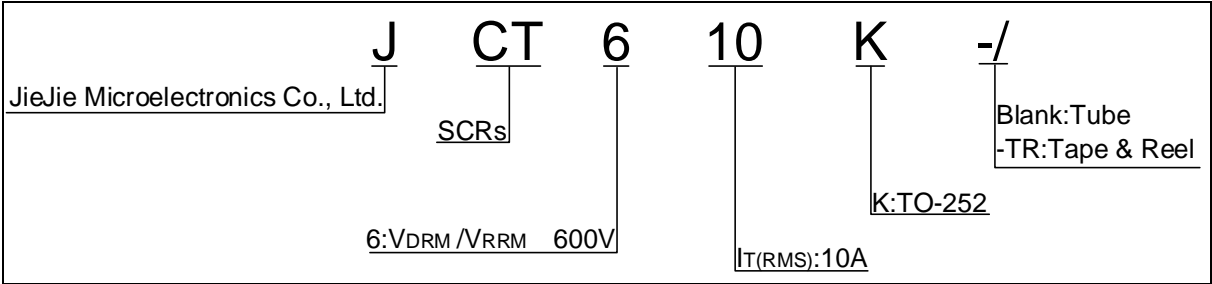 J CT 6 10 K -/
JieJie Microelectronics Co., Ltd.
SCRs
Blank:Tube
-TR:Tape & Reel
K:TO-252
6:VDRM /VRRM 600V
IT(RMS):10A